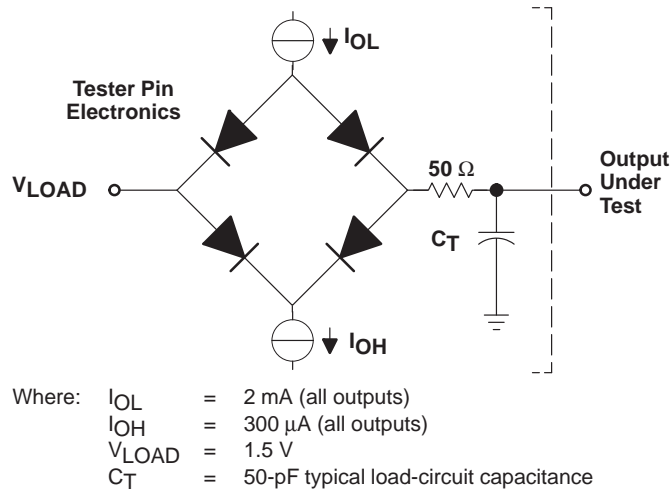 IOL
Tester Pin
Electronics
VLOAD
50 Ω
Output
Under
Test
CT
IOH
Where: IOL = 2 mA (all outputs)
IOH = 300 μA (all outputs)
VLOAD = 1.5 V
CT = 50-pF typical load-circuit capacitance